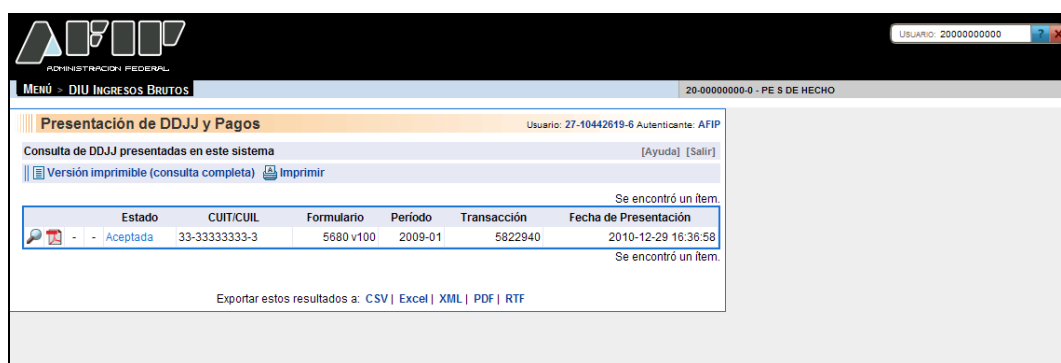 AFIP
ADMINISTRACION FEDERAL
USUARIO: 20000000000 ? X
MENÚ > DIU INGRESOS BRUTOS
20-00000000-0 - PE S DE HECHO
Presentación de DDJJ y Pagos
Usuario: 27-10442619-6 Autenticante: AFIP
Consulta de DDJJ presentadas en este sistema
[Ayuda] [Salir]
Versión imprimible (consulta completa) Imprimir
Se encontró un ítem.
Estado CUIT/CUIL Formulario Período Transacción Fecha de Presentación
- - Aceptada 33-33333333-3 5680 v100 2009-01 5822940 2010-12-29 16:36:58
Se encontró un ítem.
Exportar estos resultados a: CSV | Excel | XML | PDF | RTF